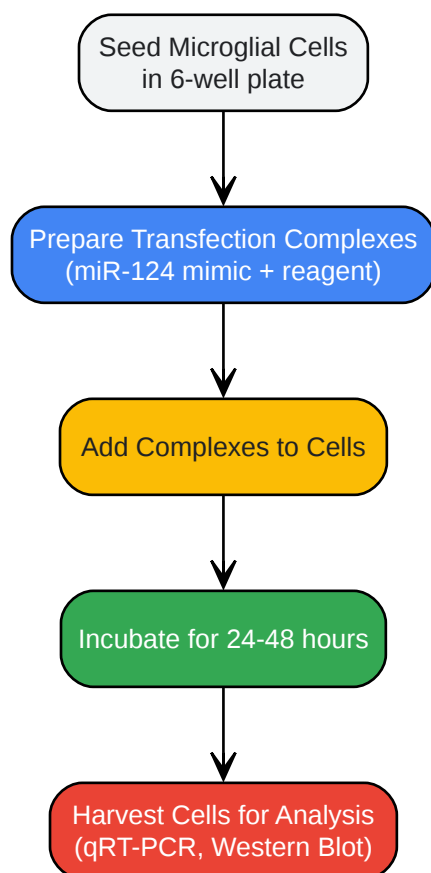 Seed Microglial Cells
in 6-well plate
Prepare Transfection Complexes
(miR-124 mimic + reagent)
Add Complexes to Cells
Incubate for 24-48 hours
Harvest Cells for Analysis
(qRT-PCR, Western Blot)